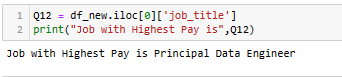 1 Q12 = df_new.iloc[0]['job_title']
2 print("Job with Highest Pay is",Q12)
Job with Highest Pay is Principal Data Engineer